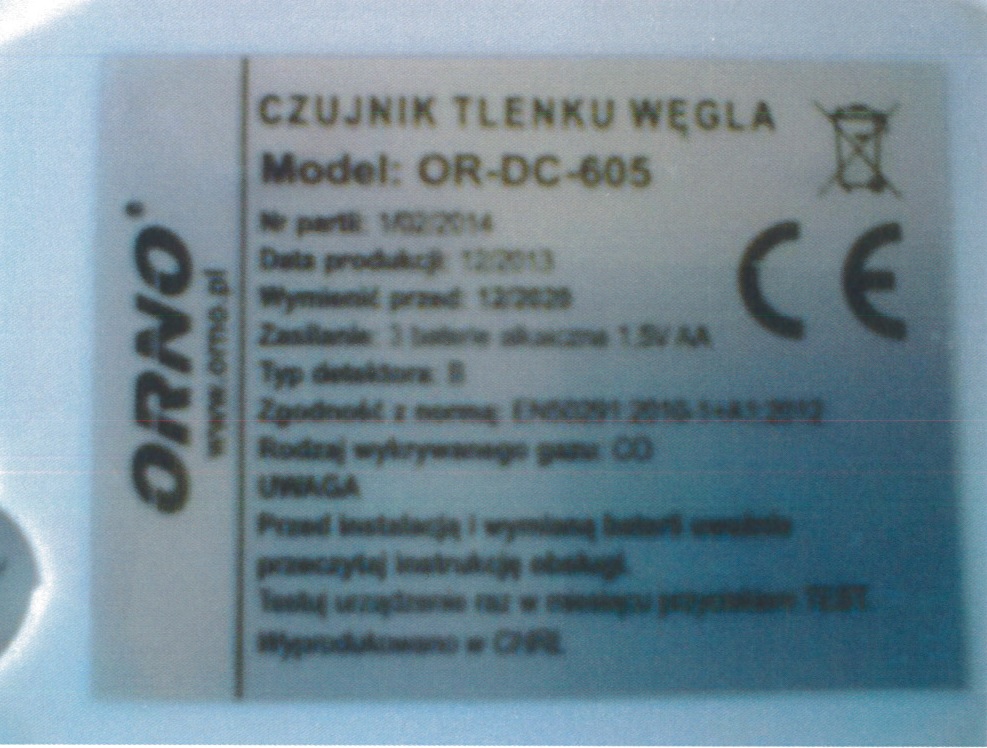 ORNO®
www.orno.pl
CZUJNIK TLENKU WĘGLA
Model: OR-DC-605
Nr partii: 1/02/2014
Data produkcji: 12/2013
Wymienić przed: 12/2020
Zasilanie: 3 baterie alkaiczne 1.5V AA
Typ detektora: B
Zgodność z normą: EN50291:2010-1+A1:2012
Rodzaj wykrywanego gazu: CO
UWAGA
Przed instalacją i wymianą baterii uważnie
przeczytaj instrukcję obsługi.
Testuj urządzenie raz w miesiącu przyciskiem TEST.
Wyprodukowano w CHRL
CE